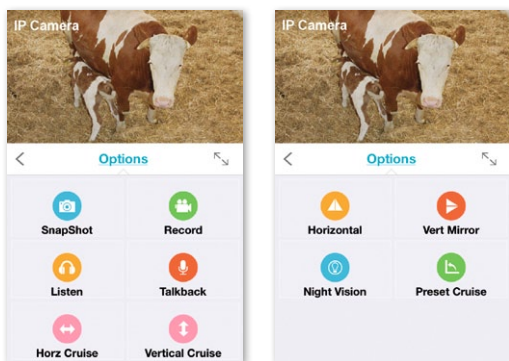 IP Camera
Options
SnapShot
Record
Listen
Talkback
Horz Cruise
Vertical Cruise
IP Camera
Options
Horizontal
Vert Mirror
Night Vision
Preset Cruise